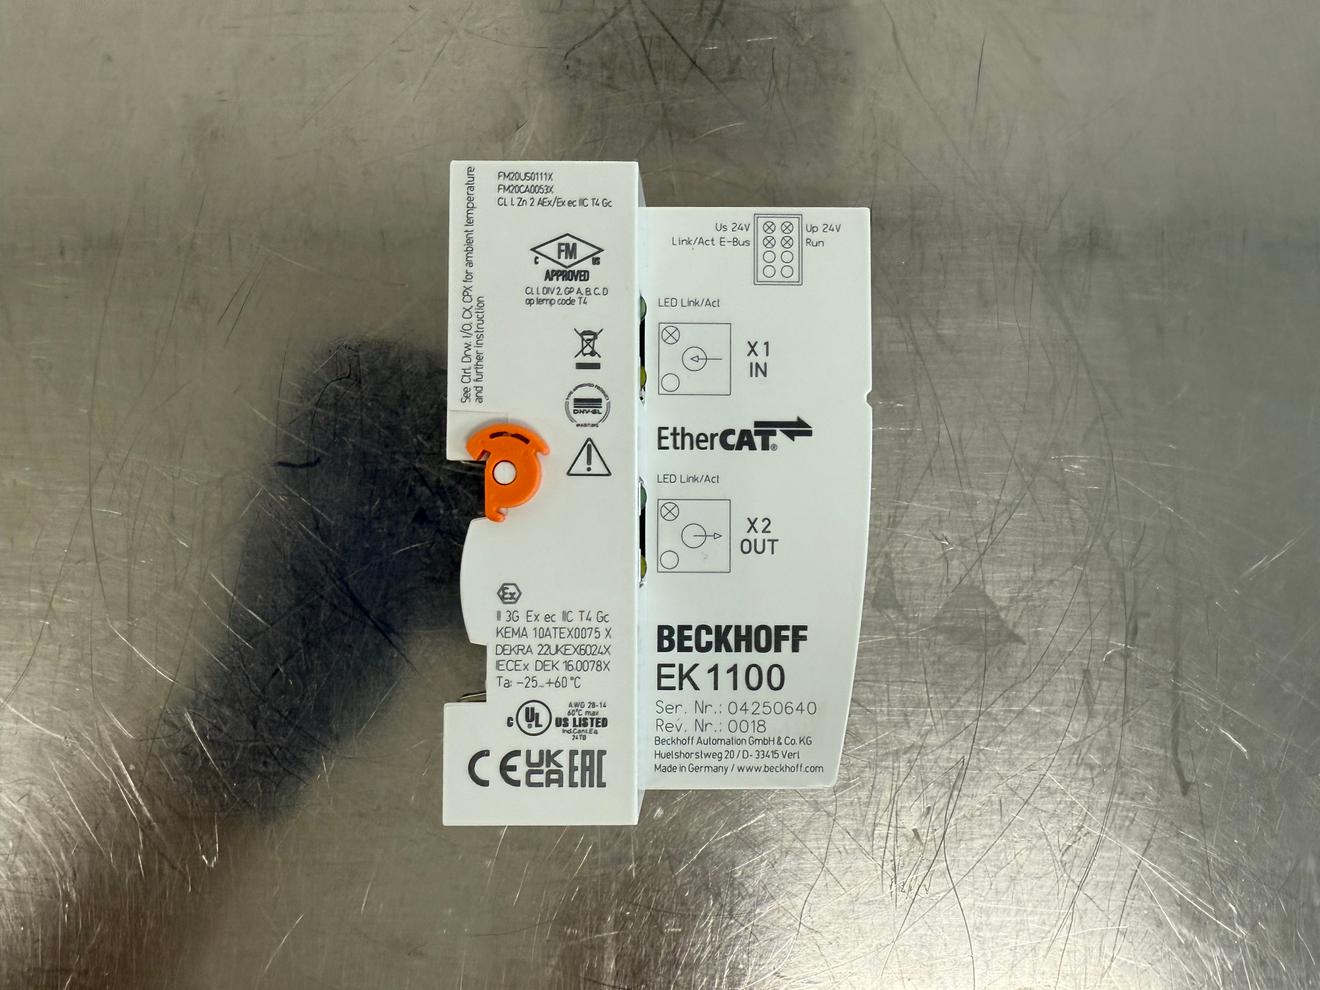 See Ctrl. Drw. I/O, CX, CPX for ambient temperature
and further instruction
FM20US0111X
FM20CA0053X
CL I, Zn 2 AEx/Ex ec IIC T4 Gc
FM
C US
APPROVED
CL I, DIV 2, GP A, B, C, D
op temp code T4
TYPE APPROVED PRODUCT
DNV·GL
Ex
II 3G Ex ec IIC T4 Gc
KEMA 10ATEX0075 X
DEKRA 22UKEX6024X
IECEx DEK 16.0078X
Ta: -25...+60°C
C UL US LISTED
AWG 28-14
60°C max
Ind.Cont.Eq
24TB
CE UK CA EAC
Us 24V
Up 24V
Link/Act E-Bus
Run
LED Link/Act
X1
IN
EtherCAT®
LED Link/Act
X2
OUT
BECKHOFF
EK1100
Ser. Nr.: 04250640
Rev. Nr.: 0018
Beckhoff Automation GmbH & Co. KG
Huelshorstweg 20 / D- 33415 Verl
Made in Germany / www.beckhoff.com